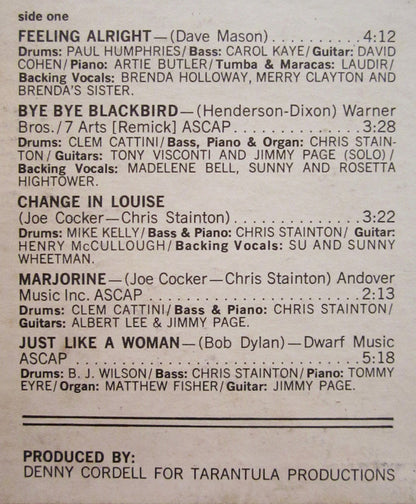 side one
FEELING ALRIGHT—(Dave Mason) . . . . . . . . . . . 4:12
Drums: PAUL HUMPHRIES/Bass: CAROL KAYE/Guitar: DAVID
COHEN/Piano: ARTIE BUTLER/Tumba & Maracas: LAUDIR/
Backing Vocals: BRENDA HOLLOWAY, MERRY CLAYTON AND
BRENDA'S SISTER.
BYE BYE BLACKBIRD—(Henderson-Dixon) Warner
Bros./7 Arts [Remick] ASCAP . . . . . . . . . . . . 3:28
Drums: CLEM CATTINI/Bass, Piano & Organ: CHRIS STAIN-
TON/Guitars: TONY VISCONTI AND JIMMY PAGE (SOLO)/
Backing Vocals: MADELENE BELL, SUNNY AND ROSETTA
HIGHTOWER.
CHANGE IN LOUISE
(Joe Cocker—Chris Stainton) . . . . . . . . . . . . 3:22
Drums: MIKE KELLY/Bass & Piano: CHRIS STAINTON/ Guitar:
HENRY McCULLOUGH/Backing Vocals: SU AND SUNNY
WHEETMAN.
MARJORINE—(Joe Cocker—Chris Stainton) Andover
Music Inc. ASCAP . . . . . . . . . . . . . . . . . . . 2:13
Drums: CLEM CATTINI/Bass & Piano: CHRIS STAINTON/
Guitars: ALBERT LEE & JIMMY PAGE.
JUST LIKE A WOMAN—(Bob Dylan)—Dwarf Music
ASCAP . . . . . . . . . . . . . . . . . . . . . . . . . . 5:18
Drums: B. J. WILSON/Bass: CHRIS STAINTON/Piano: TOMMY
EYRE/Organ: MATTHEW FISHER/Guitar: JIMMY PAGE.
PRODUCED BY:
DENNY CORDELL FOR TARANTULA PRODUCTIONS